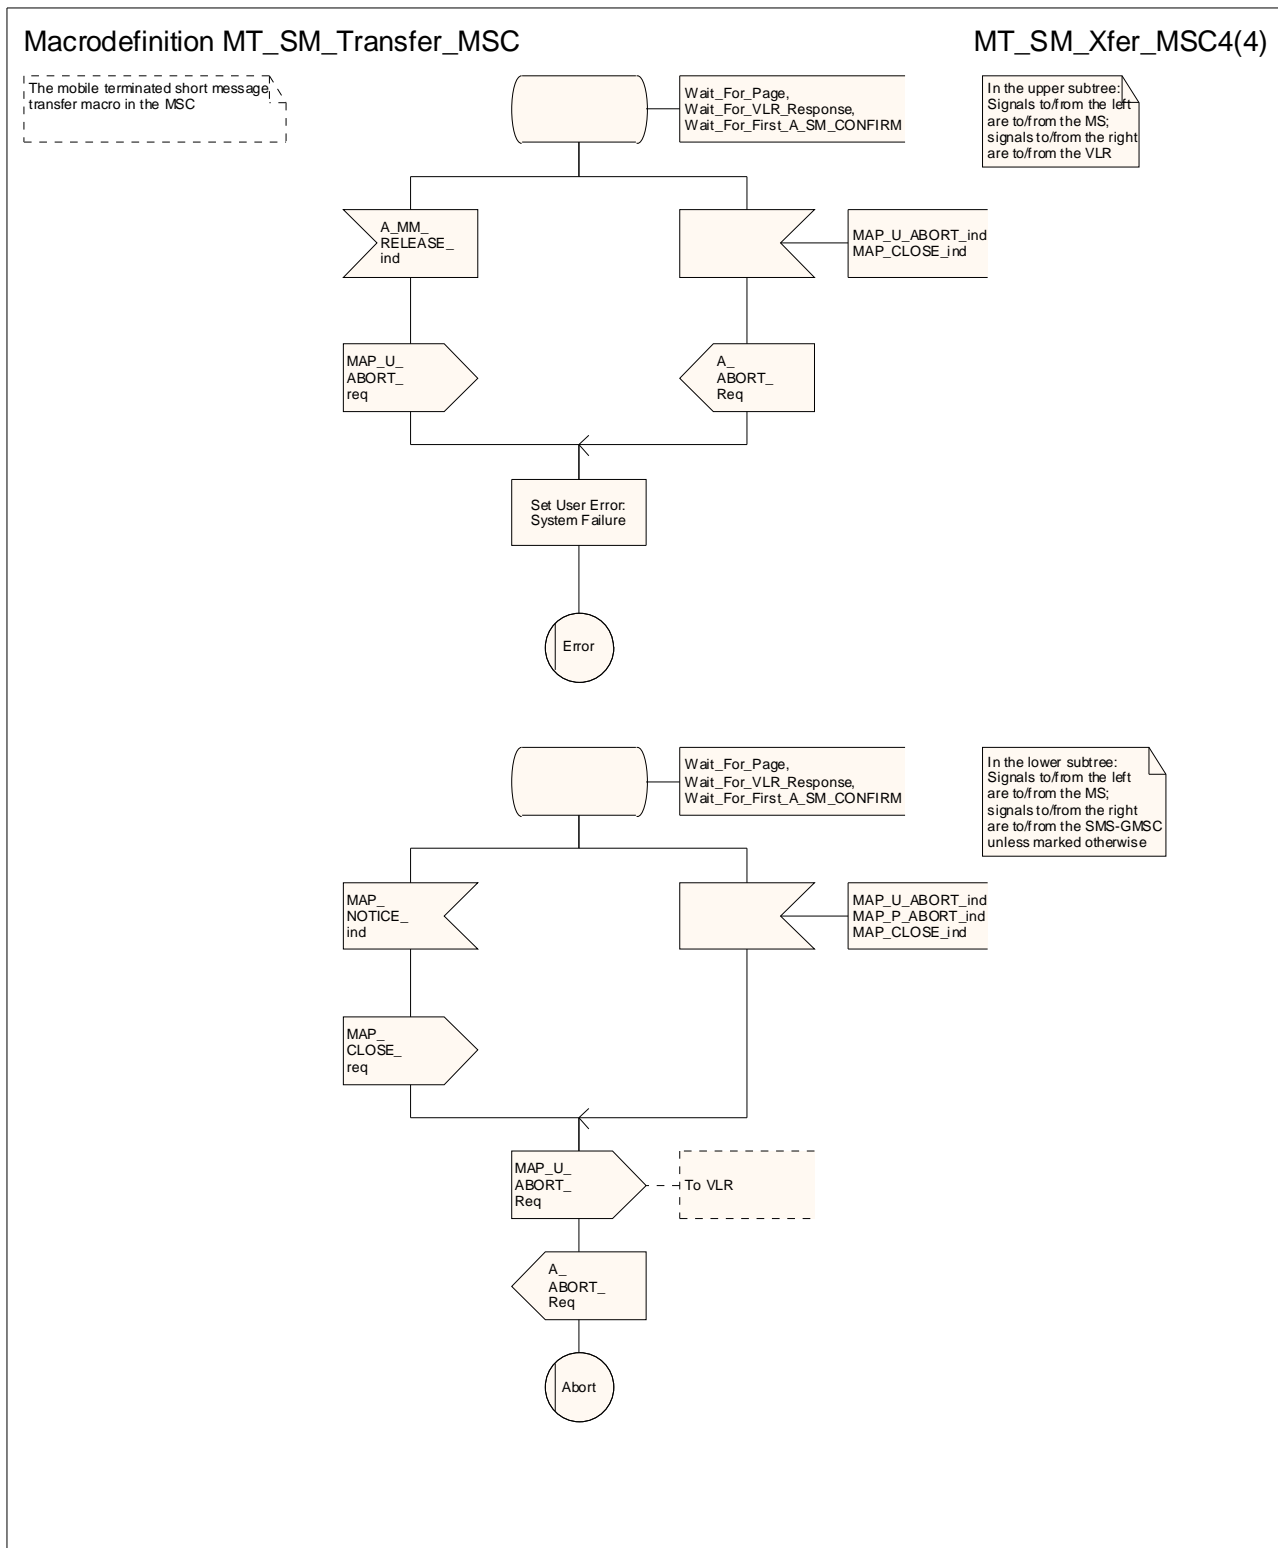 Macrodefinition MT_SM_Transfer_MSC
MT_SM_Xfer_MSC4(4)
The mobile terminated short message
transfer macro in the MSC
Wait_For_Page,
Wait_For_VLR_Response,
Wait_For_First_A_SM_CONFIRM
In the upper subtree:
Signals to/from the left
are to/from the MS;
signals to/from the right
are to/from the VLR
A_MM_
RELEASE_
ind
MAP_U_ABORT_ind
MAP_CLOSE_ind
MAP_U_
ABORT_
req
A_
ABORT_
Req
Set User Error:
System Failure
Error
Wait_For_Page,
Wait_For_VLR_Response,
Wait_For_First_A_SM_CONFIRM
In the lower subtree:
Signals to/from the left
are to/from the MS;
signals to/from the right
are to/from the SMS-GMSC
unless marked otherwise
MAP_
NOTICE_
ind
MAP_U_ABORT_ind
MAP_P_ABORT_ind
MAP_CLOSE_ind
MAP_
CLOSE_
req
MAP_U_
ABORT_
Req
To VLR
A_
ABORT_
Req
Abort